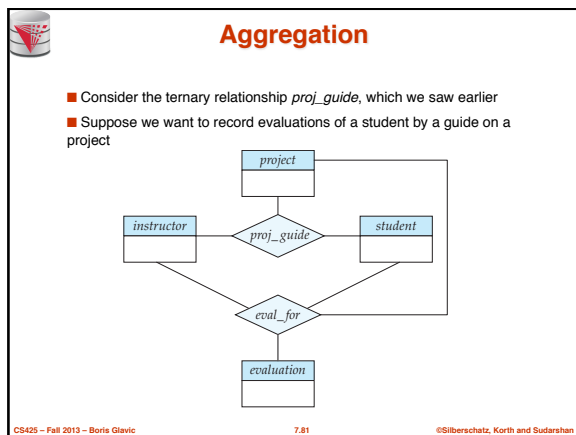 Aggregation
■ Consider the ternary relationship proj_guide, which we saw earlier
■ Suppose we want to record evaluations of a student by a guide on a
project
project
instructor
student
proj_guide
eval_for
evaluation
CS425 – Fall 2013 – Boris Glavic
7.81
©Silberschatz, Korth and Sudarshan